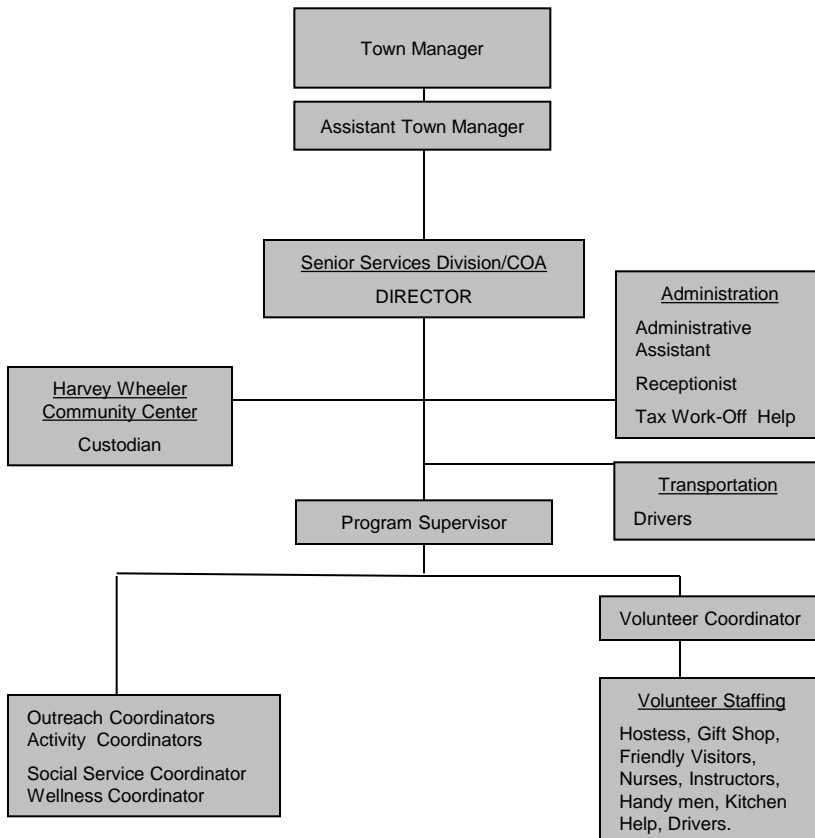 Town Manager
Assistant Town Manager
Senior Services Division/COA
DIRECTOR
Administration
Administrative
Assistant
Receptionist
Tax Work-Off Help
Harvey Wheeler
Community Center
Custodian
Transportation
Drivers
Program Supervisor
Volunteer Coordinator
Outreach Coordinators
Activity Coordinators
Social Service Coordinator
Wellness Coordinator
Volunteer Staffing
Hostess, Gift Shop,
Friendly Visitors,
Nurses, Instructors,
Handy men, Kitchen
Help, Drivers.